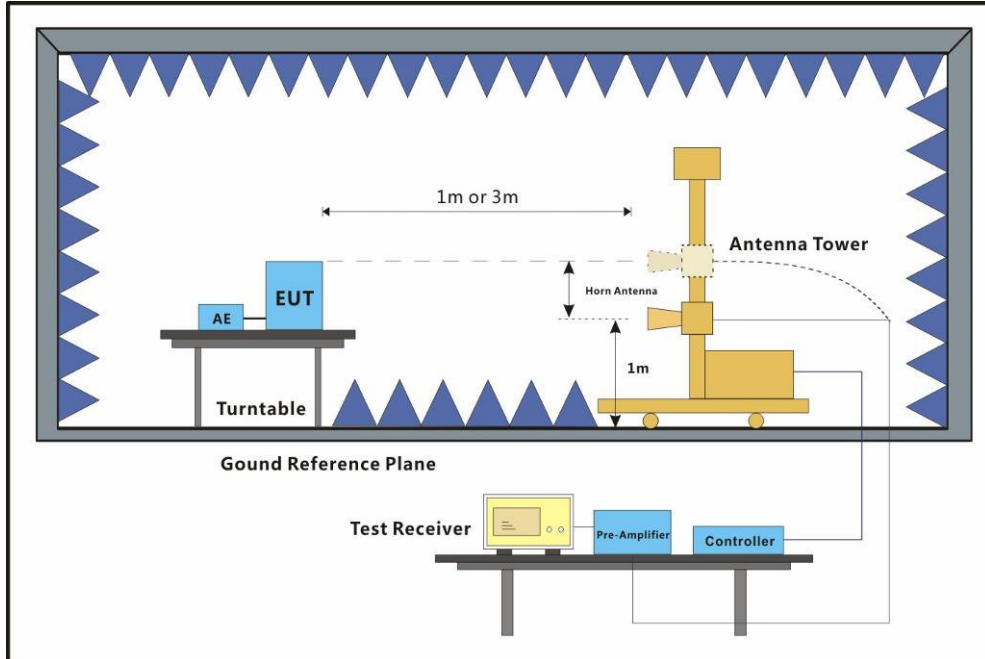 1m or 3m
Antenna Tower
Horn Antenna
EUT
AE
1m
Turntable
Gound Reference Plane
Test Receiver
Pre-Amplifier
Controller